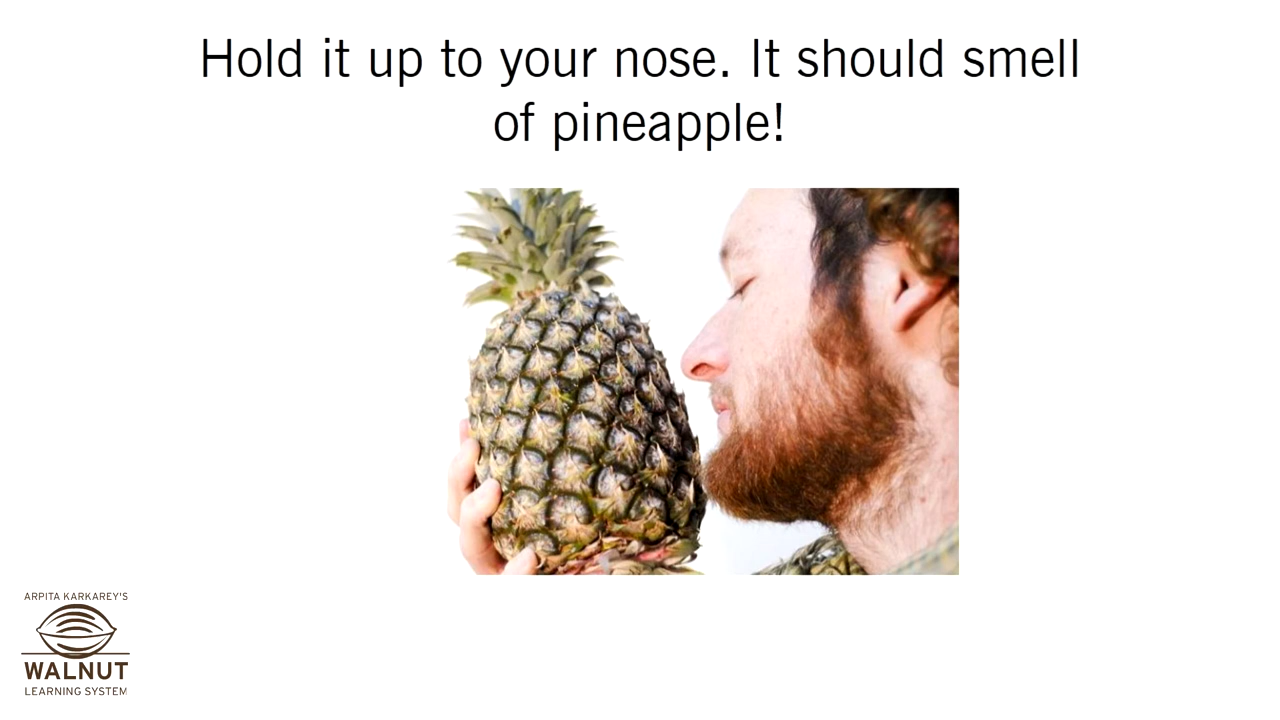 Hold it up to your nose. It should smell
of pineapple!
ARPITA KARKAREY'S
WALNUT
LEARNING SYSTEM